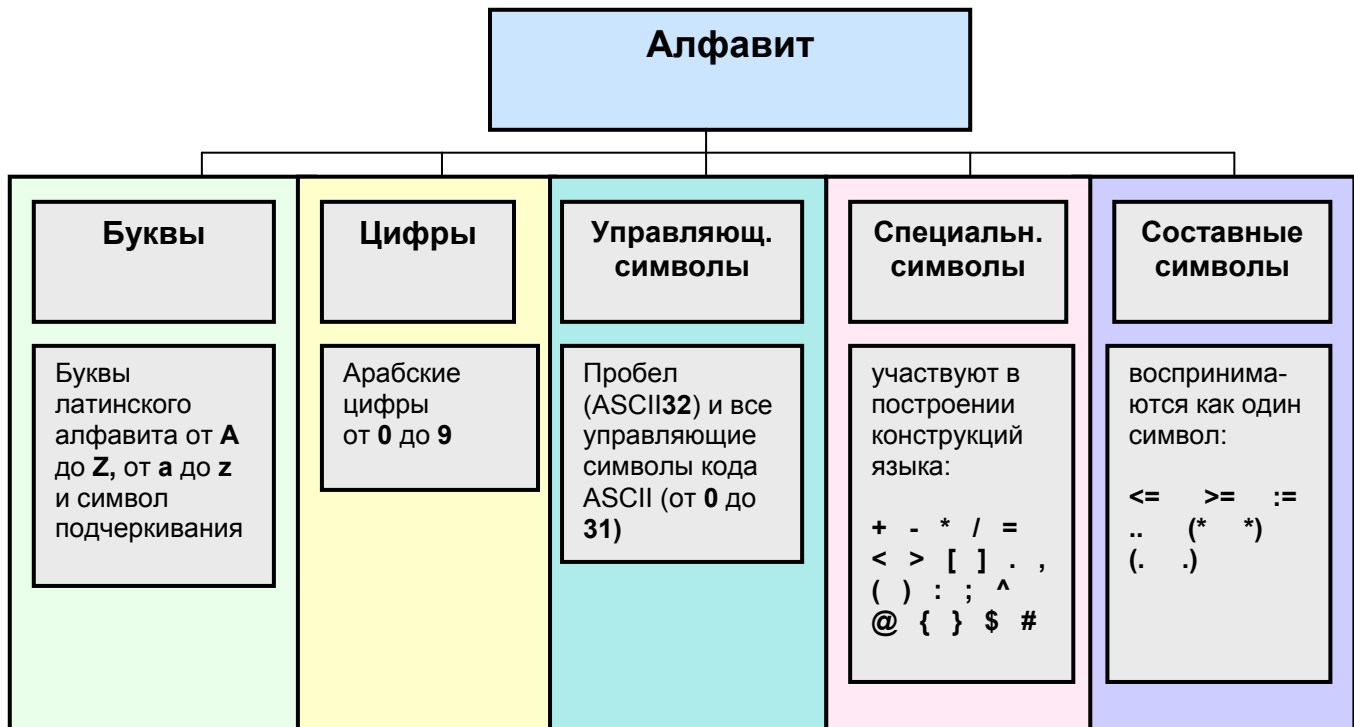 Алфавит
Буквы
Буквы
латинского
алфавита от A
до Z, от a до z
и символ
подчеркивания
Цифры
Арабские
цифры
от 0 до 9
Управляющ.
символы
Пробел
(ASCII32) и все
управляющие
символы кода
ASCII (от 0 до
31)
Специальн.
символы
участвуют в
построении
конструкций
языка:
+ - * / =
< > [ ] . ,
( ) : ; ^
@ { } $ #
Составные
символы
воспринима-
ются как один
символ:
<= >= :=
.. (* *)
(. .)